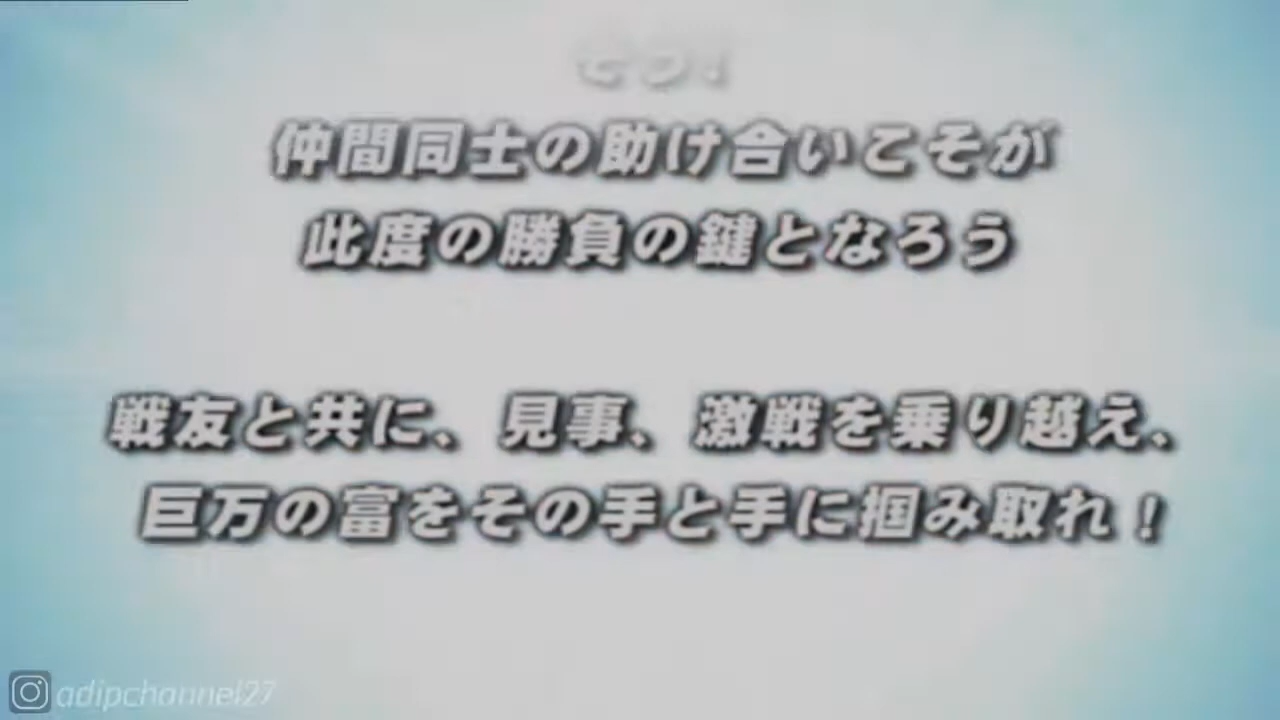 そう!
仲間同士の助け合いこそが
此度の勝負の鍵となろう
戦友と共に、見事、激戦を乗り越え、
巨万の富をその手と手に掴み取れ!
adipchannel27